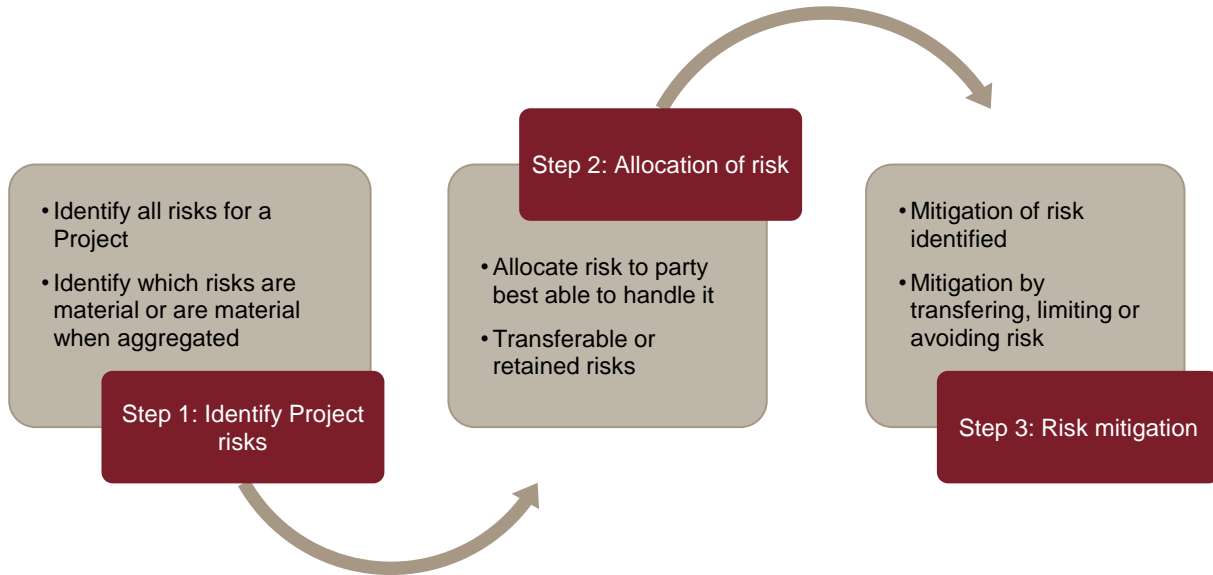 • Identify all risks for a
Project
• Identify which risks are
material or are material
when aggregated
Step 1: Identify Project
risks
Step 2: Allocation of risk
• Allocate risk to party
best able to handle it
• Transferable or
retained risks
• Mitigation of risk
identified
• Mitigation by
transfering, limiting or
avoiding risk
Step 3: Risk mitigation